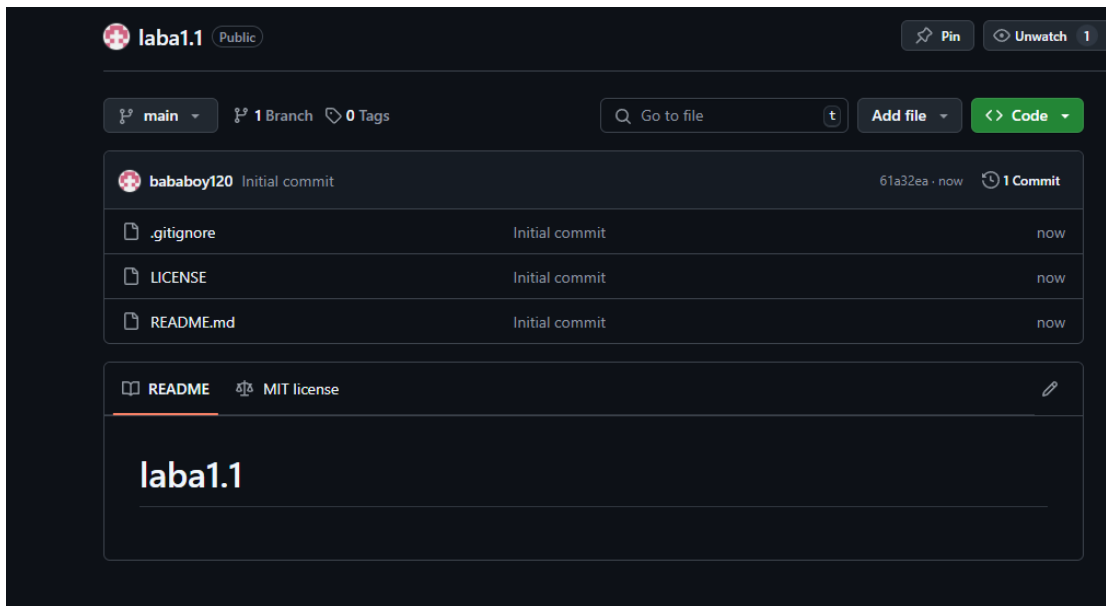 laba1.1 Public Pin Unwatch 1
main 1 Branch 0 Tags Go to file t Add file Code
bababoy120 Initial commit 61a32ea · now 1 Commit
.gitignore Initial commit now
LICENSE Initial commit now
README.md Initial commit now
README MIT license
laba1.1